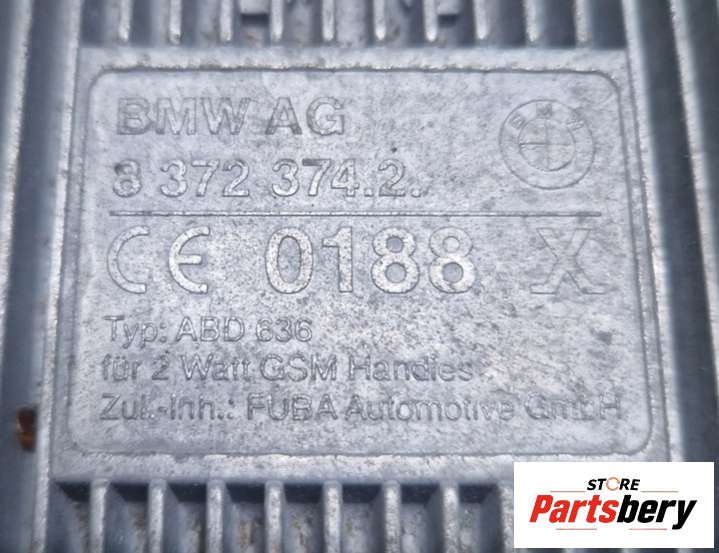 BMW AG
BMW
8 372 374.2.
CE 0188 X
Typ: ABD 636
für 2 Watt GSM Handies
Zul.-Inh.: FUBA Automotive GmbH
STORE
Partsbery